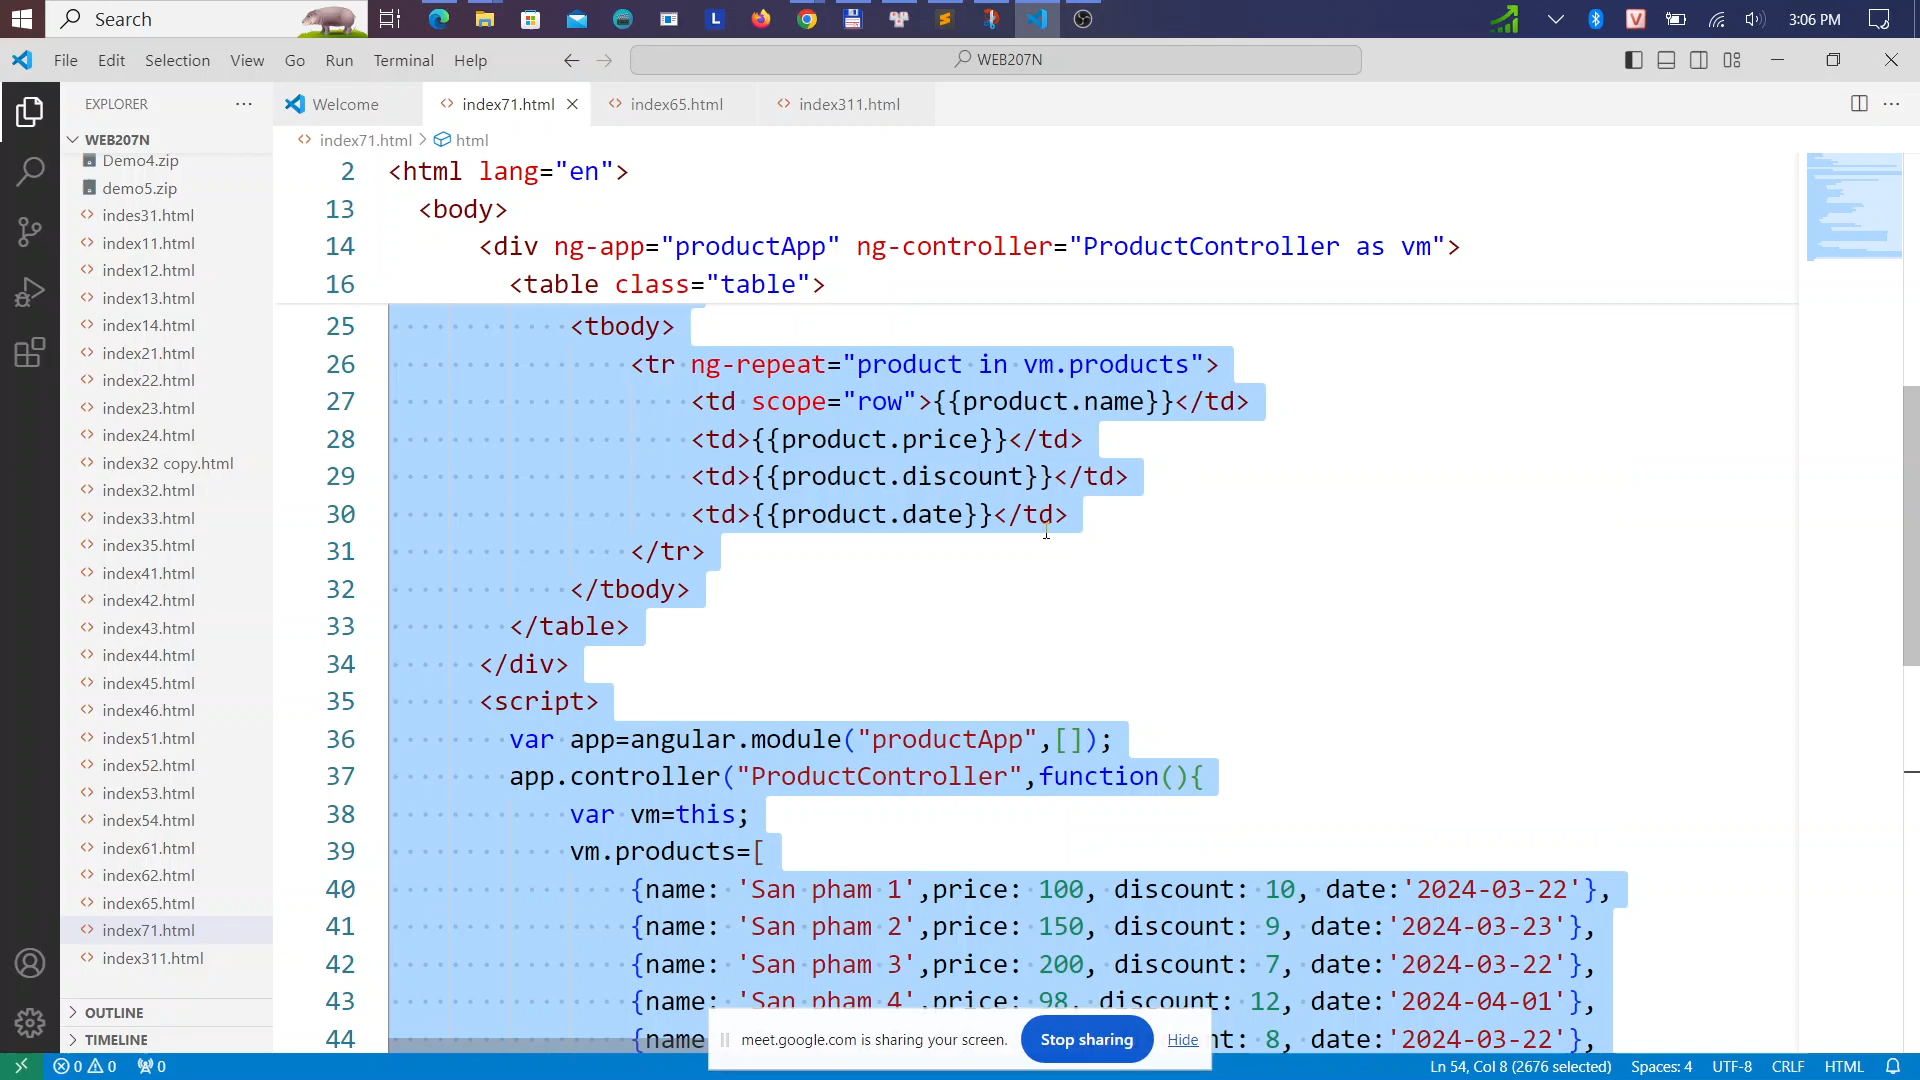 Search
3:06 PM
File Edit Selection View Go Run Terminal Help
WEB207N
EXPLORER
Welcome
index71.html
index65.html
index311.html
WEB207N
index71.html > html
Demo4.zip
demo5.zip
indes31.html
index11.html
index12.html
index13.html
index14.html
index21.html
index22.html
index23.html
index24.html
index32 copy.html
index32.html
index33.html
index35.html
index41.html
index42.html
index43.html
index44.html
index45.html
index46.html
index51.html
index52.html
index53.html
index54.html
index61.html
index62.html
index65.html
index71.html
index311.html
OUTLINE
TIMELINE
2 <html lang="en">
13 <body>
14 <div ng-app="productApp" ng-controller="ProductController as vm">
16 <table class="table">
25 <tbody>
26 <tr ng-repeat="product in vm.products">
27 <td scope="row">{{product.name}}</td>
28 <td>{{product.price}}</td>
29 <td>{{product.discount}}</td>
30 <td>{{product.date}}</td>
31 </tr>
32 </tbody>
33 </table>
34 </div>
35 <script>
36 var app=angular.module("productApp",[]);
37 app.controller("ProductController",function(){
38 var vm=this;
39 vm.products=[
40 {name: 'San pham 1',price: 100, discount: 10, date:'2024-03-22'},
41 {name: 'San pham 2',price: 150, discount: 9, date:'2024-03-23'},
42 {name: 'San pham 3',price: 200, discount: 7, date:'2024-03-22'},
43 {name: 'San pham 4',price: 98, discount: 12, date:'2024-04-01'},
44 {name t: 8, date:'2024-03-22'},
meet.google.com is sharing your screen. Stop sharing Hide
0 0 0
Ln 54, Col 8 (2676 selected) Spaces: 4 UTF-8 CRLF HTML